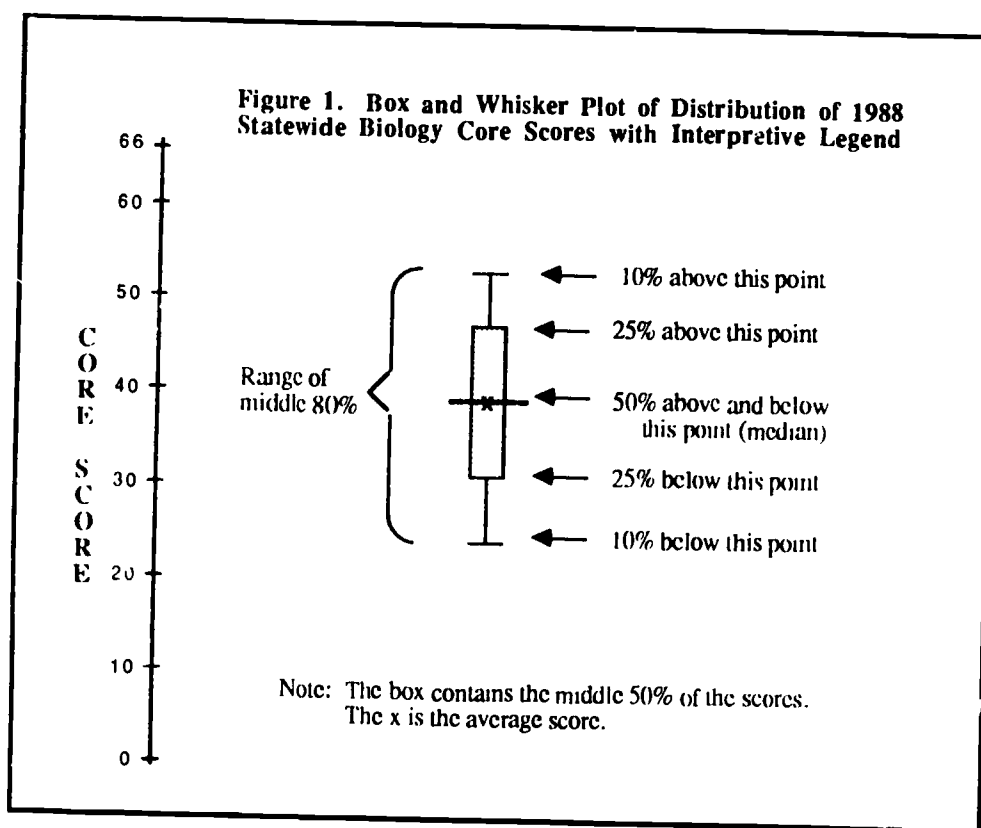 Figure 1. Box and Whisker Plot of Distribution of 1988
Statewide Biology Core Scores with Interpretive Legend
66
60
50
40
30
20
10
0
CORE SCORE
Range of
middle 80%
10% above this point
25% above this point
50% above and below
this point (median)
25% below this point
10% below this point
Note: The box contains the middle 50% of the scores.
The x is the average score.